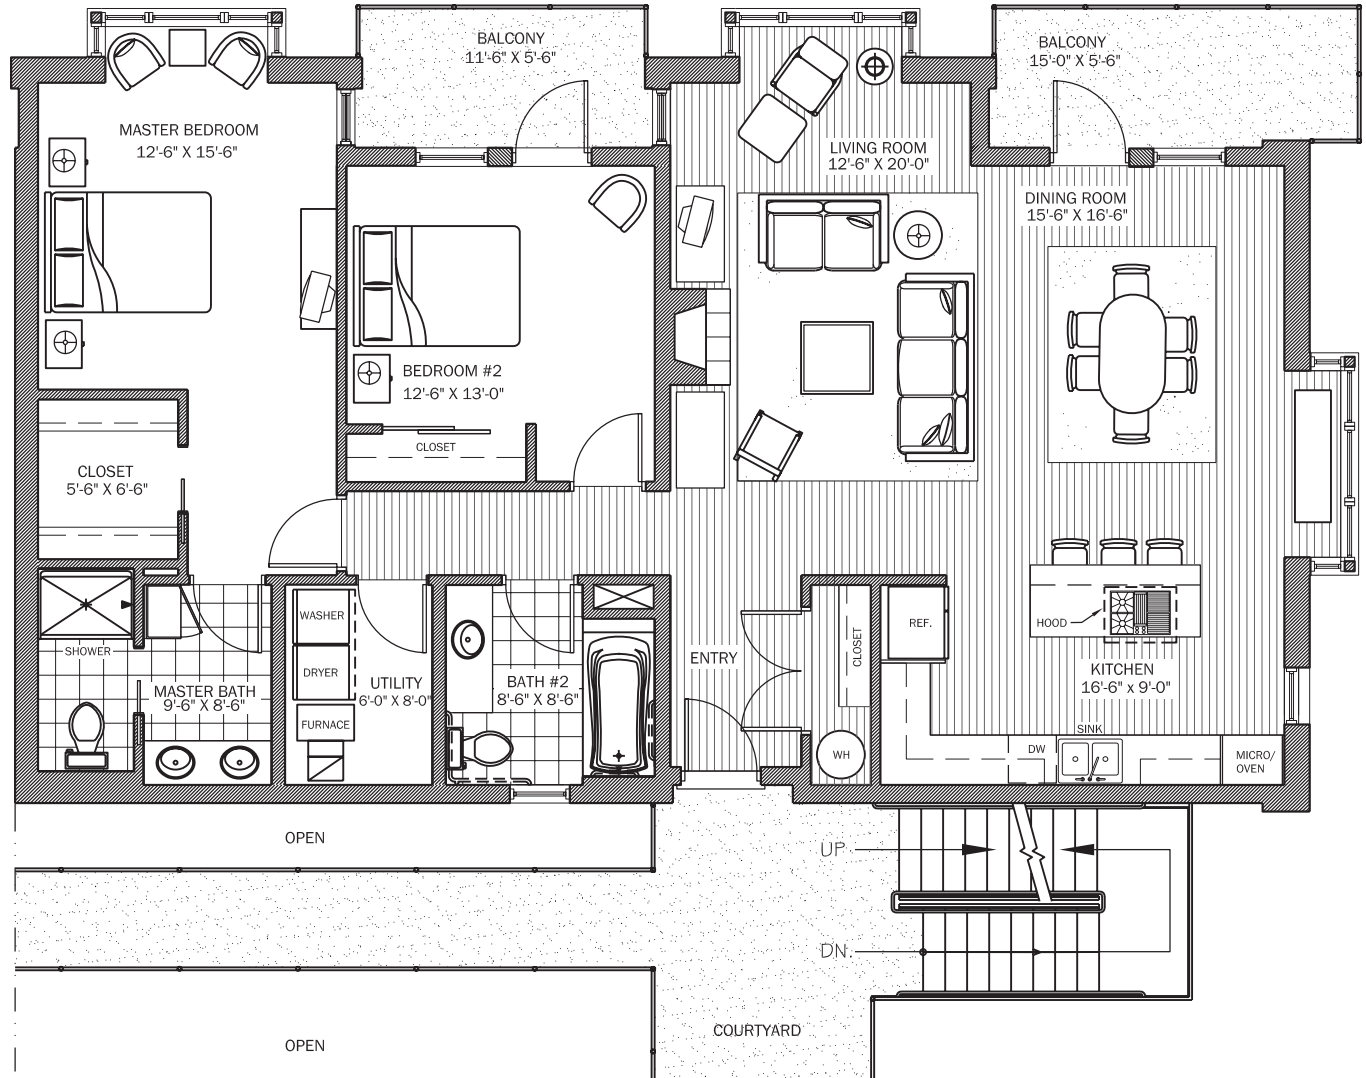 BALCONY
11'-6" X 5'-6"
BALCONY
15'-0" X 5'-6"
MASTER BEDROOM
12'-6" X 15'-6"
LIVING ROOM
12'-6" X 20'-0"
DINING ROOM
15'-6" X 16'-6"
BEDROOM #2
12'-6" X 13'-0"
CLOSET
CLOSET
5'-6" X 6'-6"
WASHER
DRYER
FURNACE
UTILITY
6'-0" X 8'-0"
SHOWER
MASTER BATH
9'-6" X 8'-6"
BATH #2
8'-6" X 8'-6"
ENTRY
CLOSET
WH
REF.
HOOD
KITCHEN
16'-6" x 9'-0"
SINK
DW
MICRO/
OVEN
OPEN
UP
DN.
COURTYARD
OPEN